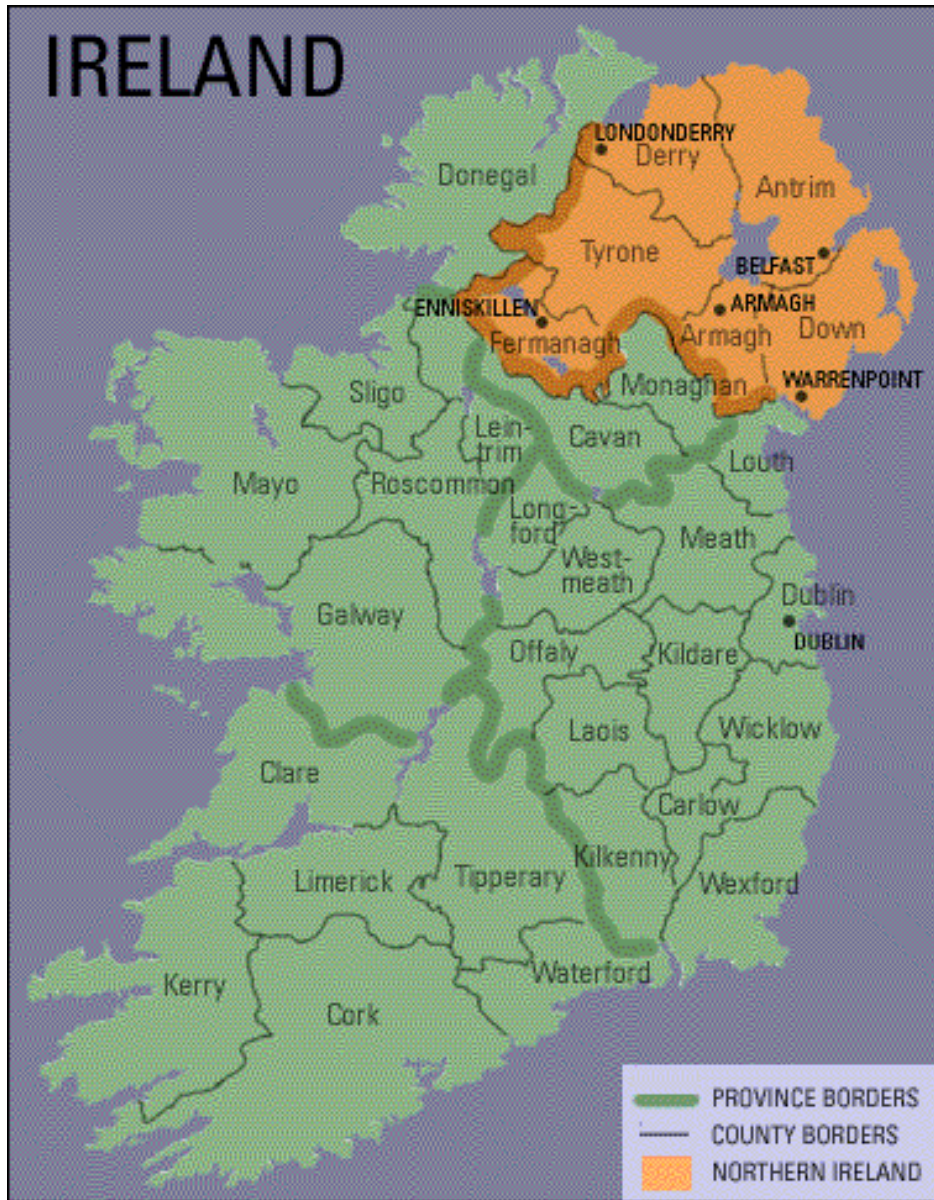 IRELAND
LONDONDERRY
Derry
Donegal
Antrim
Tyrone
BELFAST
ENNISKILLEN
ARMAGH
Fermanagh
Armagh
Down
Monaghan
WARRENPOINT
Sligo
Lein-
trim
Cavan
Louth
Mayo
Roscommon
Long-
ford
Meath
West-
meath
Dublin
Galway
DUBLIN
Offaly
Kildare
Laois
Wicklow
Clare
Carlow
Kilkenny
Limerick
Tipperary
Wexford
Kerry
Waterford
Cork
PROVINCE BORDERS
COUNTY BORDERS
NORTHERN IRELAND